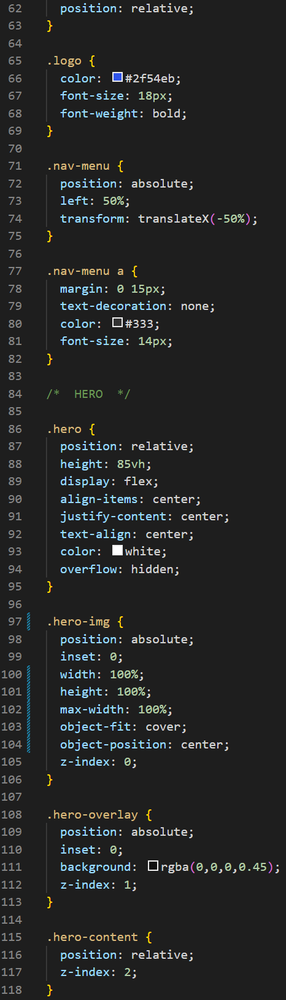 62 position: relative;
63 }
64
65 .logo {
66 color: #2f54eb;
67 font-size: 18px;
68 font-weight: bold;
69 }
70
71 .nav-menu {
72 position: absolute;
73 left: 50%;
74 transform: translateX(-50%);
75 }
76
77 .nav-menu a {
78 margin: 0 15px;
79 text-decoration: none;
80 color: #333;
81 font-size: 14px;
82 }
83
84 /*  HERO  */
85
86 .hero {
87 position: relative;
88 height: 85vh;
89 display: flex;
90 align-items: center;
91 justify-content: center;
92 text-align: center;
93 color: white;
94 overflow: hidden;
95 }
96
97 .hero-img {
98 position: absolute;
99 inset: 0;
100 width: 100%;
101 height: 100%;
102 max-width: 100%;
103 object-fit: cover;
104 object-position: center;
105 z-index: 0;
106 }
107
108 .hero-overlay {
109 position: absolute;
110 inset: 0;
111 background: rgba(0,0,0,0.45);
112 z-index: 1;
113 }
114
115 .hero-content {
116 position: relative;
117 z-index: 2;
118 }